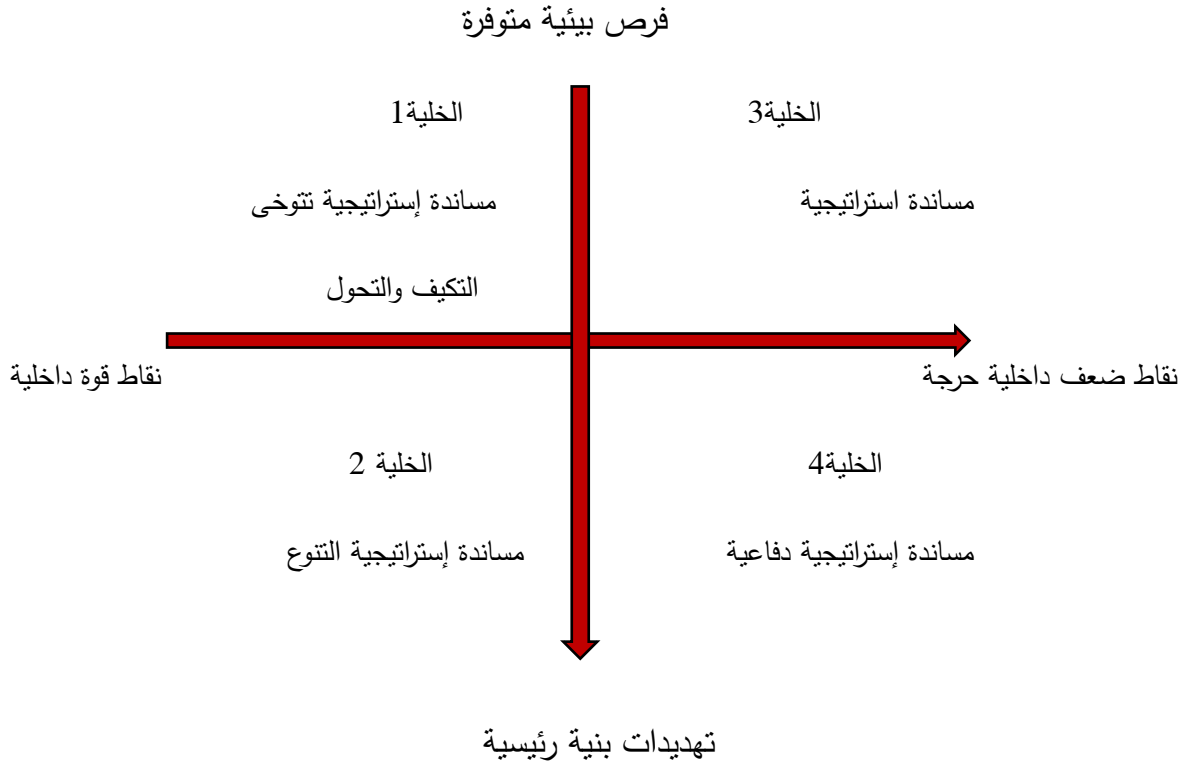 فرص بيئية متوفرة
الخلية3
الخلية1
مساندة استراتيجية
مساندة إستراتيجية تتوخى
التكيف والتحول
نقاط ضعف داخلية حرجة
نقاط قوة داخلية
الخلية4
الخلية 2
مساندة إستراتيجية دفاعية
مساندة إستراتيجية التنوع
تهديدات بنية رئيسية